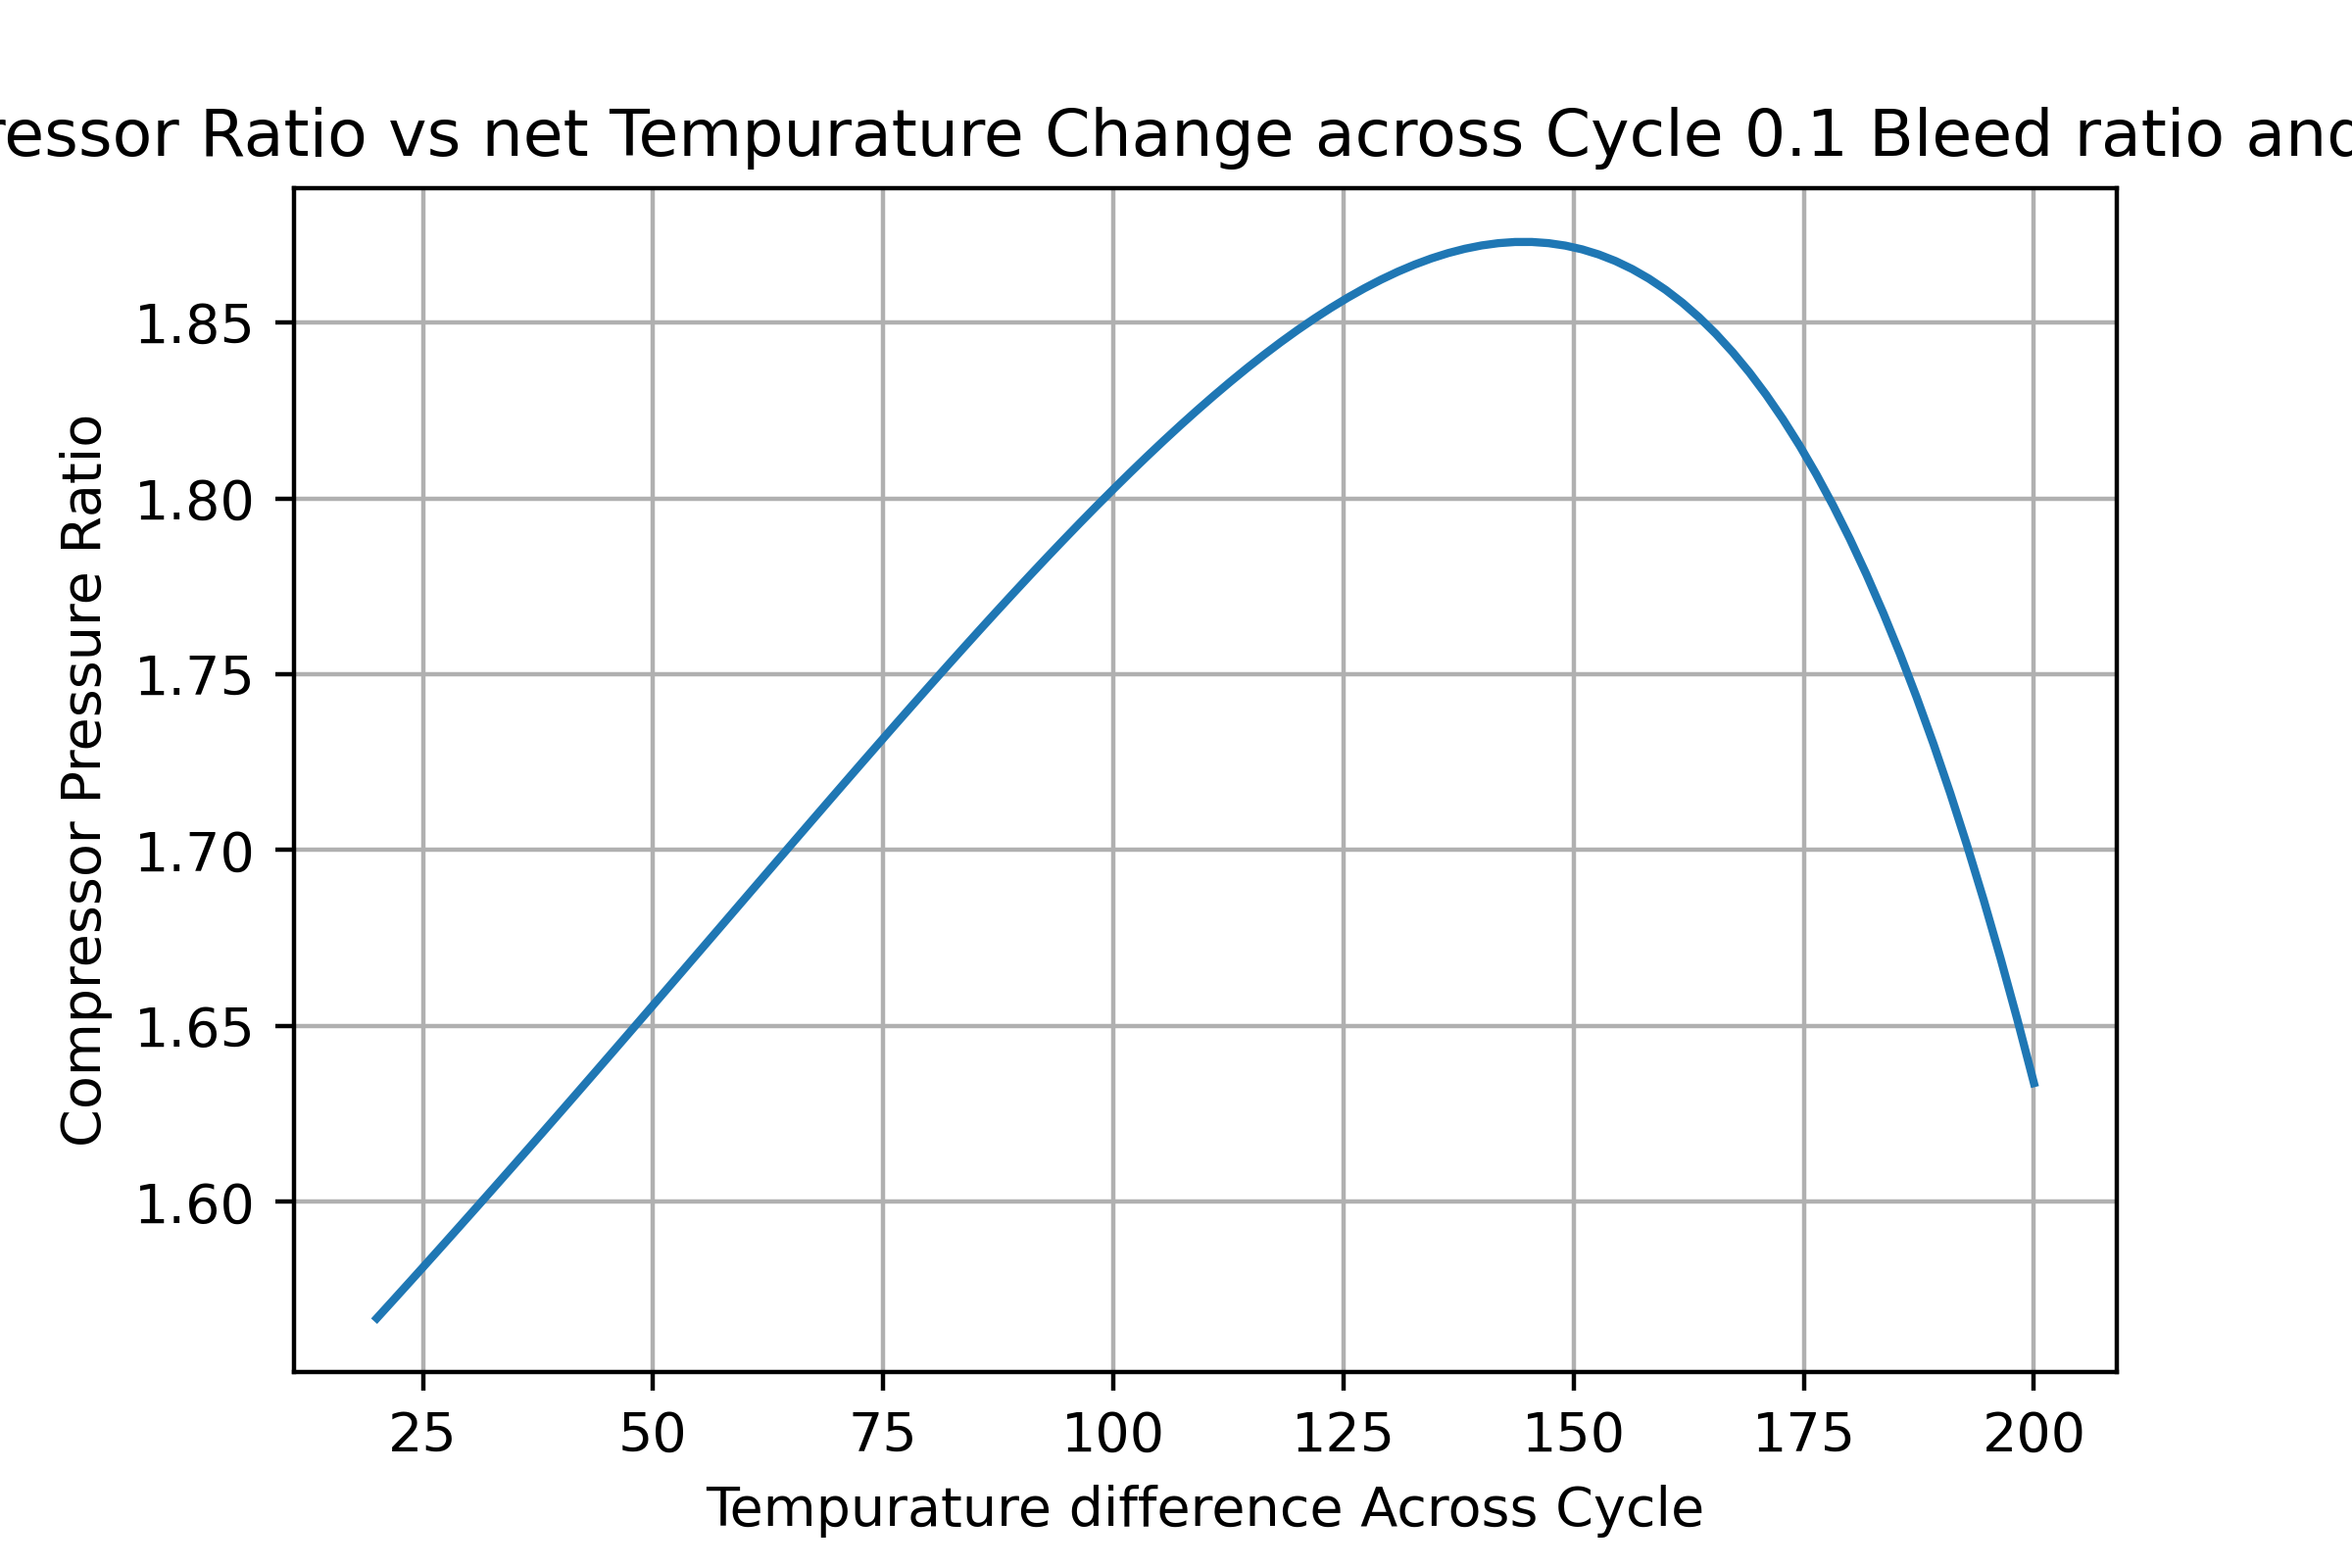 Ratio vs net Tempurature Change across Cycle 0.1 Bleed ratio
Compressor Pressure Ratio
1.85
1.80
1.75
1.70
1.65
1.60
25 50 75 100 125 150 175 200
Tempurature difference Across Cycle